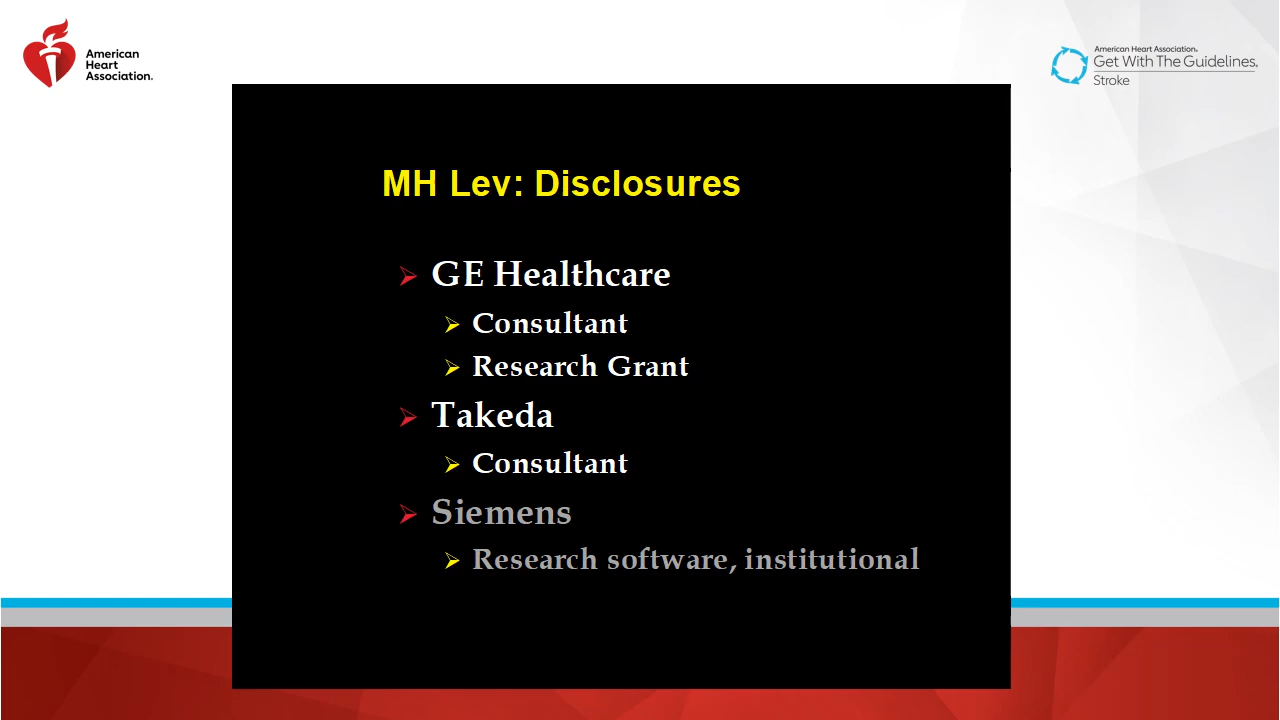 American
Heart
Association.
American Heart Association.
Get With The Guidelines.
Stroke
MH Lev: Disclosures
GE Healthcare
Consultant
Research Grant
Takeda
Consultant
Siemens
Research software, institutional